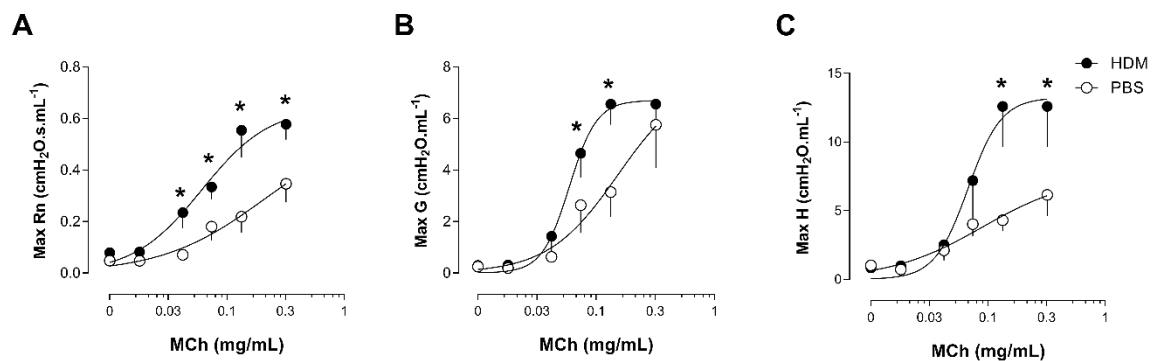 A
B
C
Max Rn (cmH₂O.s.mL⁻¹)
0.8
0.6
0.4
0.2
0.0
* * * *
0 0.03 0.1 0.3 1
MCh (mg/mL)
Max G (cmH₂O.mL⁻¹)
8
6
4
2
0
* *
0 0.03 0.1 0.3 1
MCh (mg/mL)
Max H (cmH₂O.mL⁻¹)
15
10
5
0
* *
0 0.03 0.1 0.3 1
MCh (mg/mL)
HDM
PBS